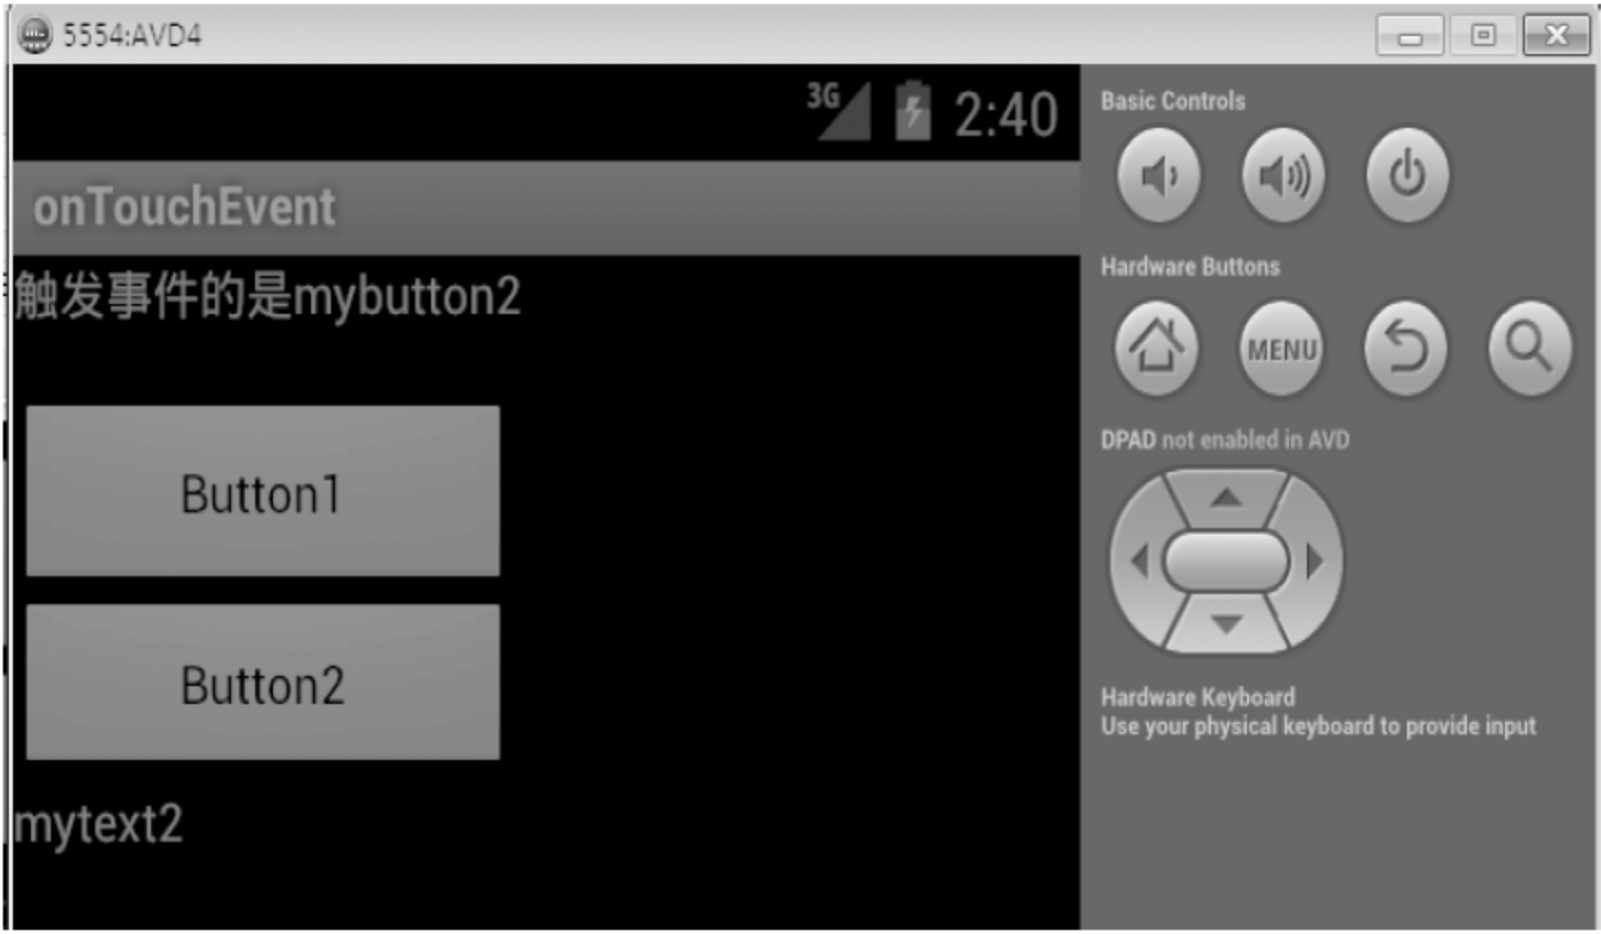 5554:AVD4
3G 2:40
onTouchEvent
触发事件的是mybutton2
Button1
Button2
mytext2
Basic Controls
Hardware Buttons
MENU
DPAD not enabled in AVD
Hardware Keyboard
Use your physical keyboard to provide input